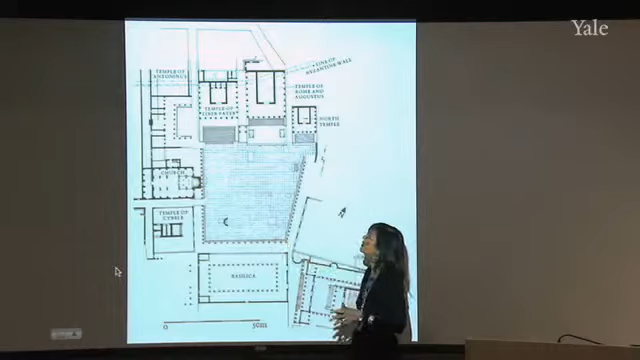 Yale
LINE OF
BYZANTINE WALL
TEMPLE OF
ANTONINUS
TEMPLE OF
ROME AND
AUGUSTUS
TEMPLE OF
LIBER PATER
NORTH
TEMPLE
CHURCH
TEMPLE OF
CYBELE
BASILICA
0 50m